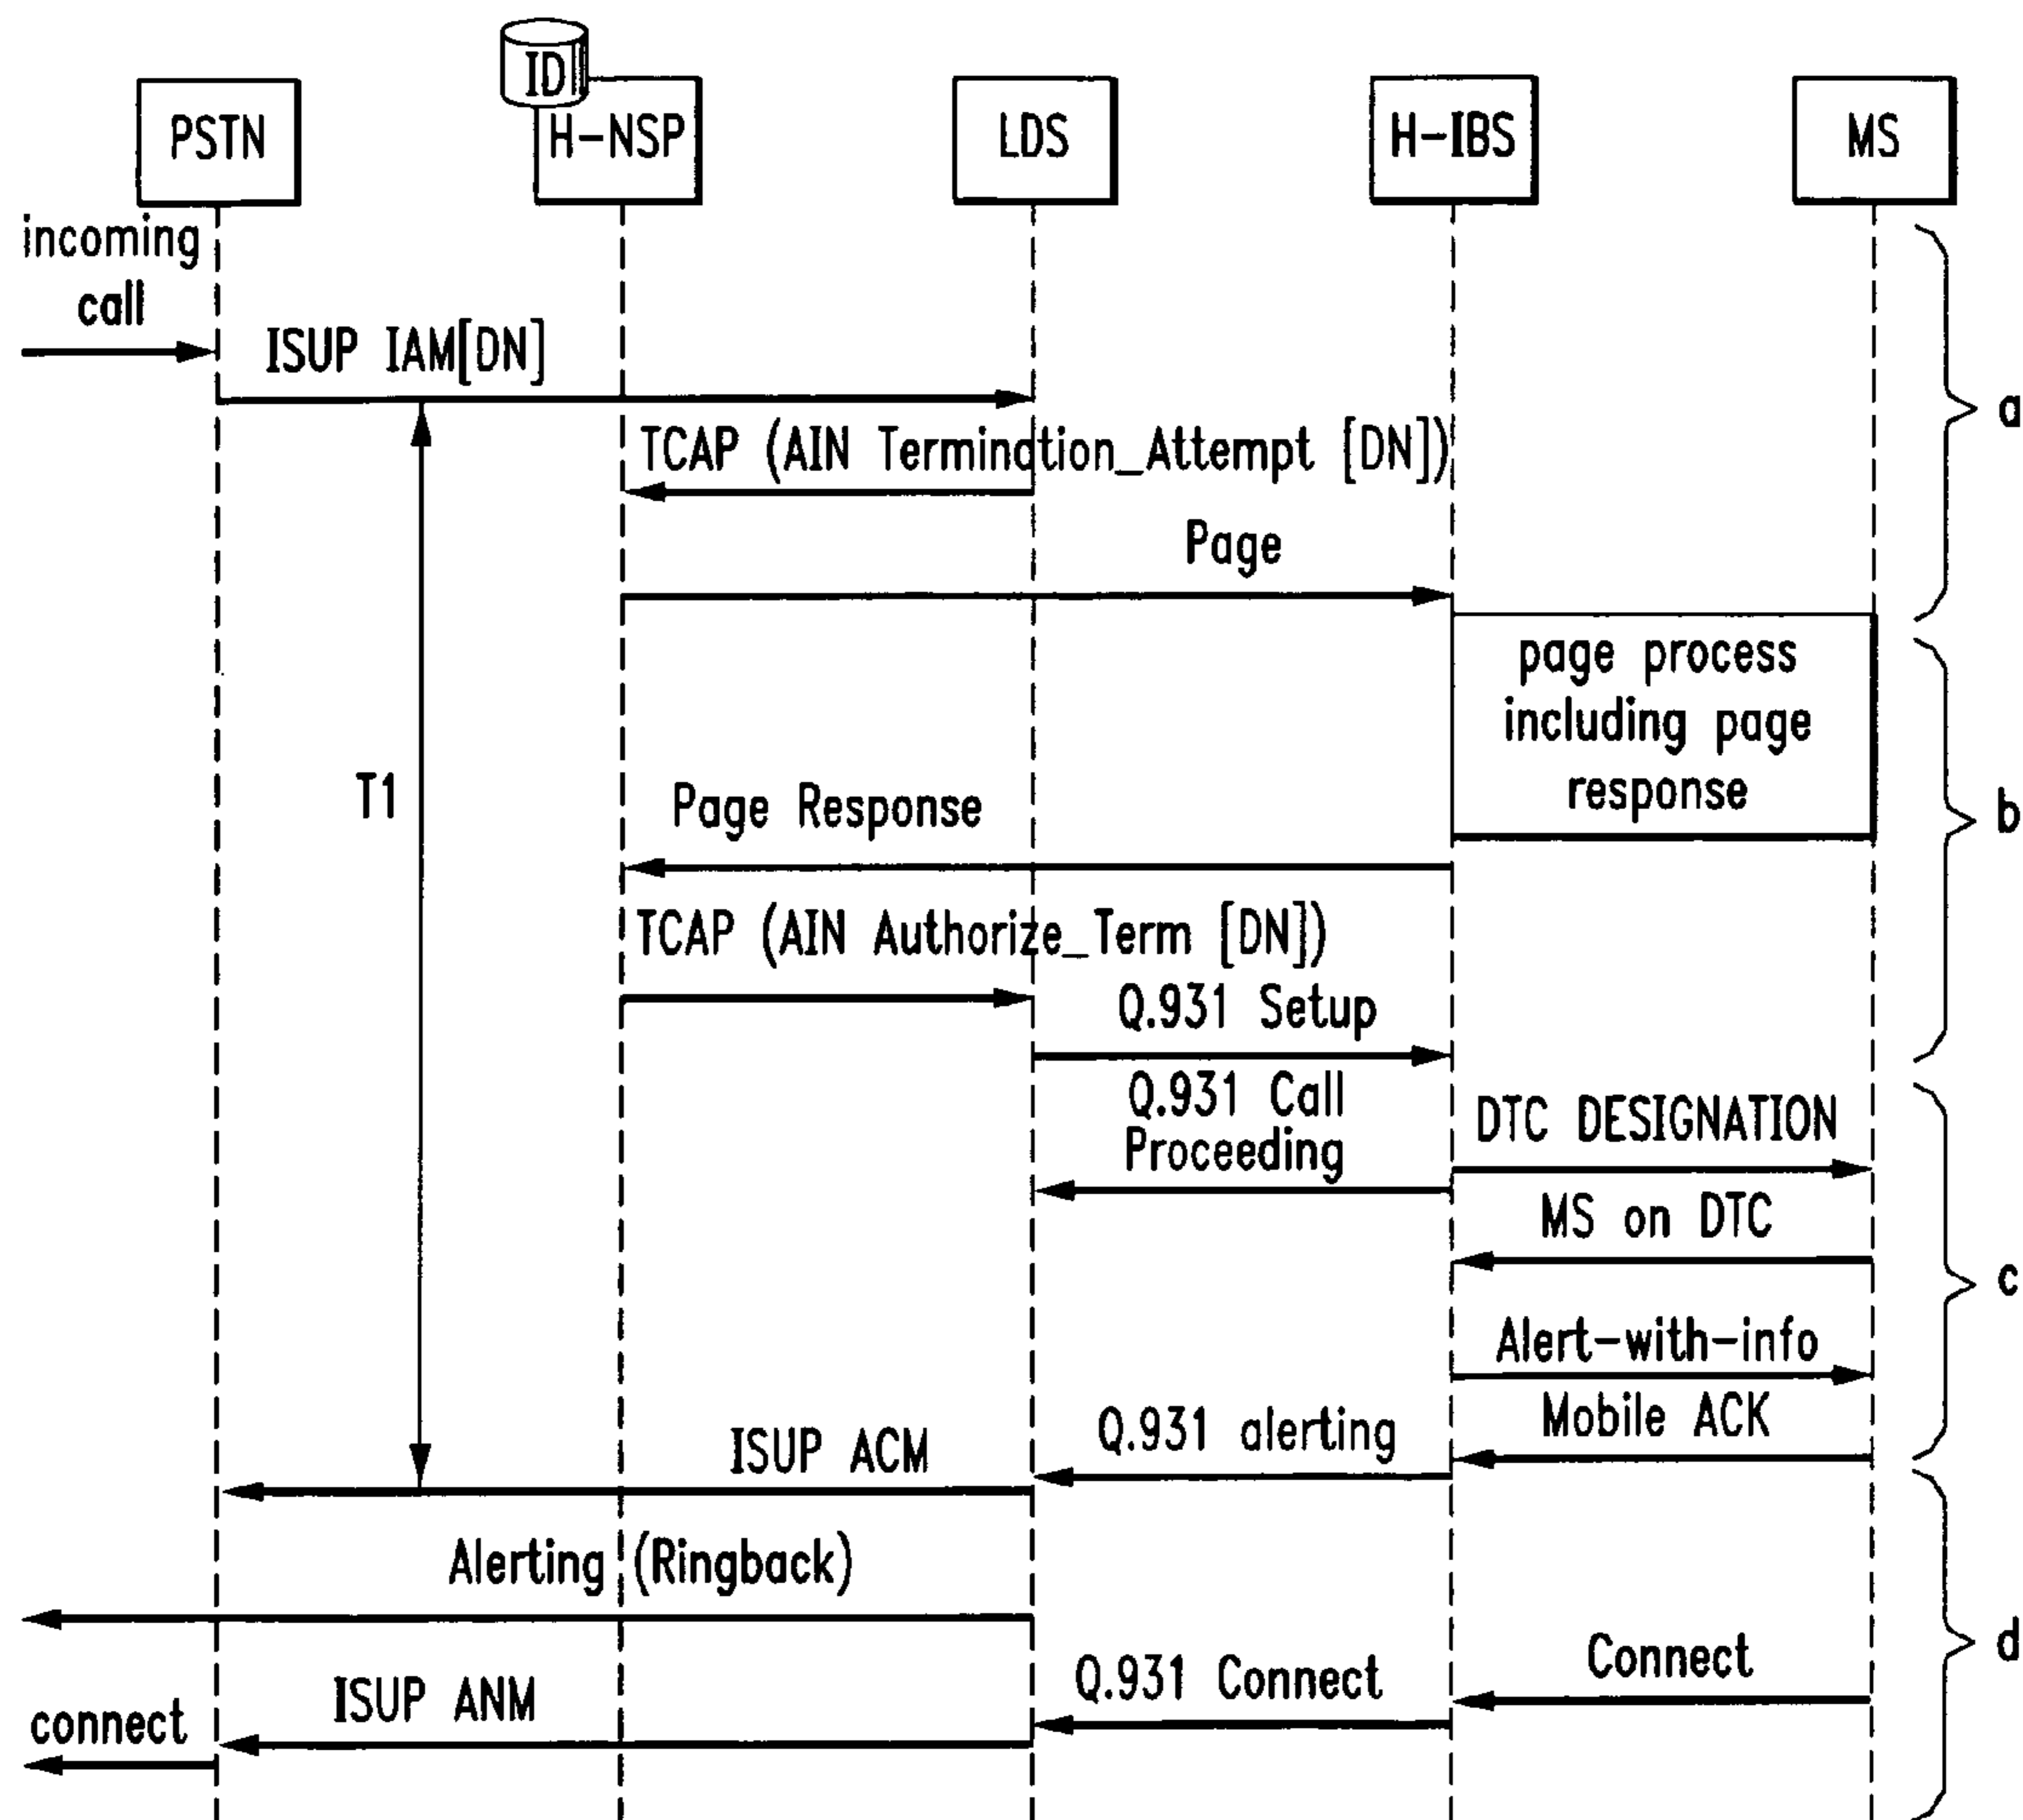 ID
PSTN
H-NSP
LDS
H-IBS
MS
incoming
call
ISUP IAM[DN]
a
TCAP (AIN Termination_Attempt [DN])
Page
page process
including page
response
T1
Page Response
b
TCAP (AIN Authorize_Term [DN])
Q.931 Setup
Q.931 Call
Proceeding
DTC DESIGNATION
MS on DTC
c
Alert-with-info
Mobile ACK
Q.931 alerting
ISUP ACM
Alerting (Ringback)
d
Connect
Q.931 Connect
ISUP ANM
connect